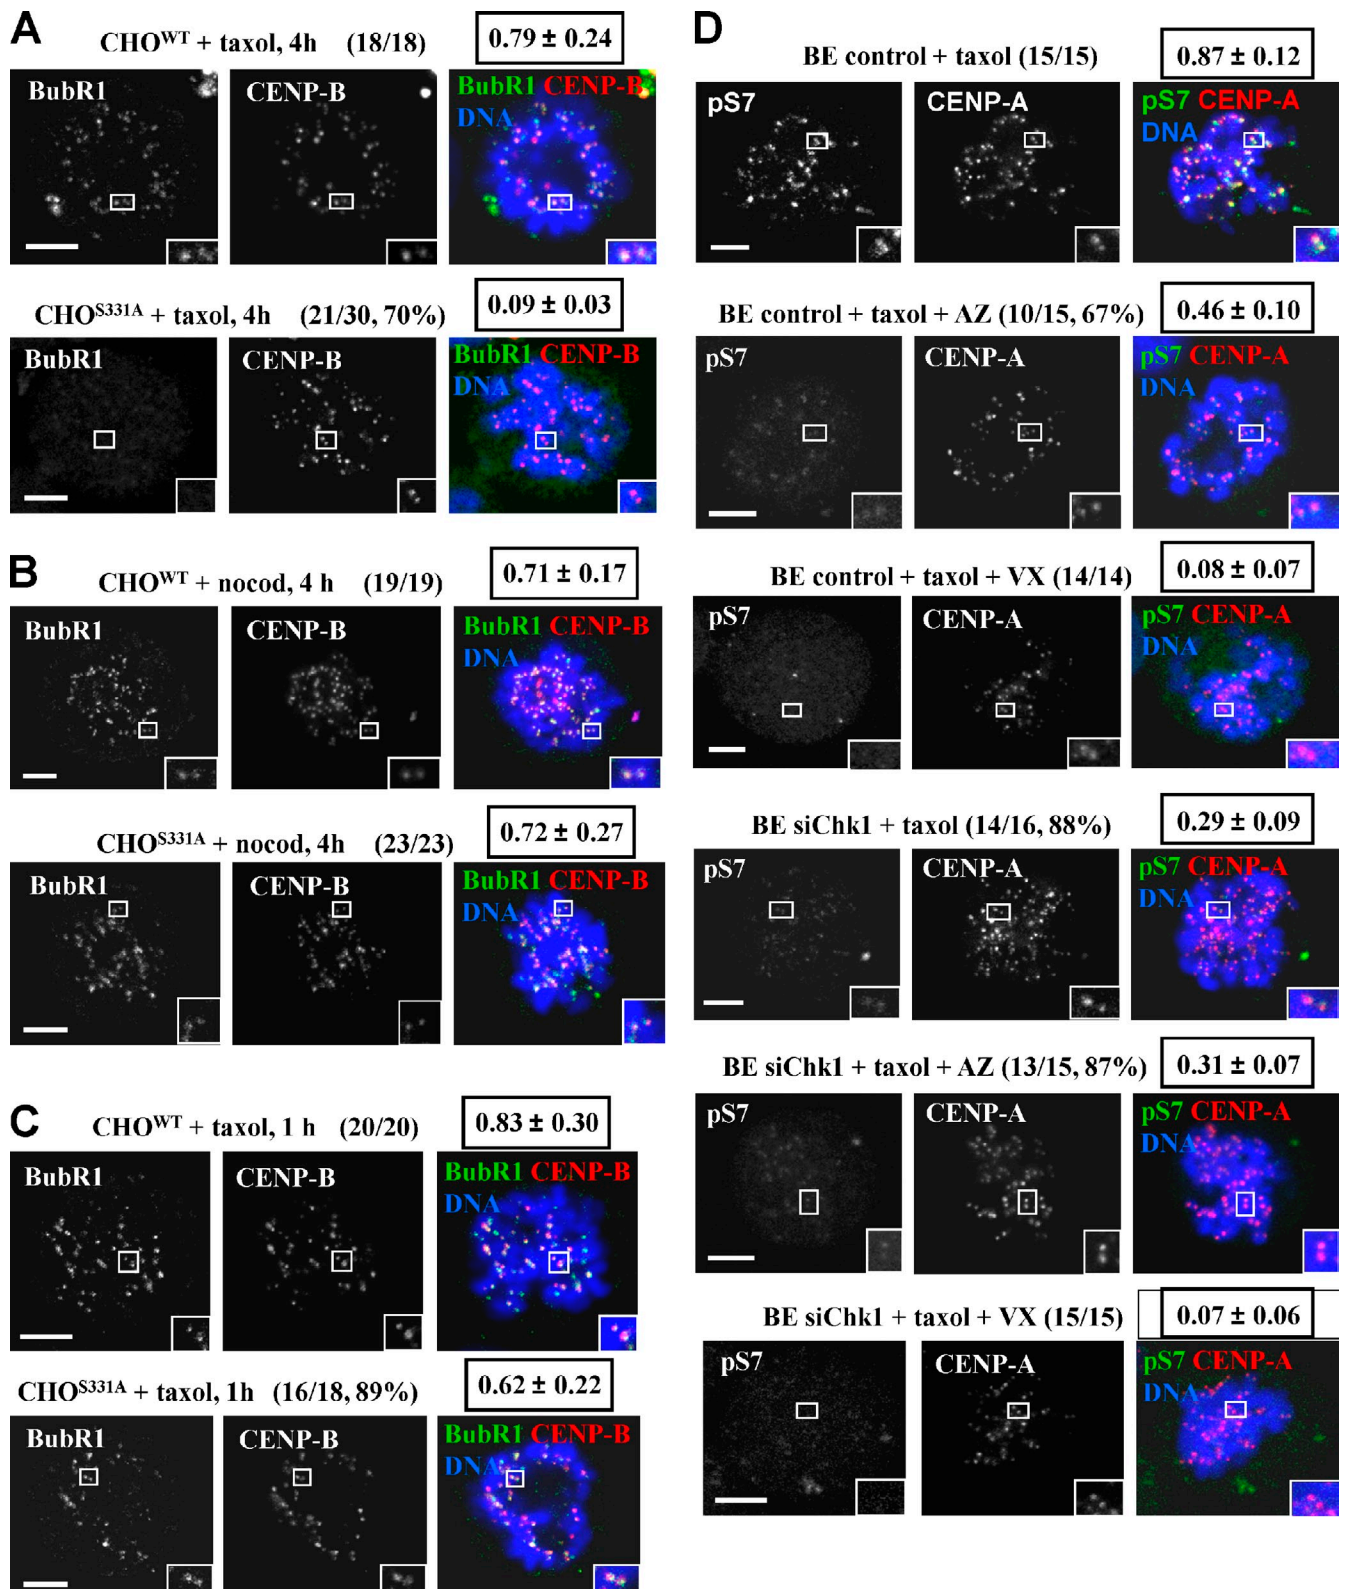 A
CHO^WT + taxol, 4h (18/18)
0.79 ± 0.24
BubR1
CENP-B
BubR1 CENP-B
DNA
CHO^S331A + taxol, 4h (21/30, 70%)
0.09 ± 0.03
BubR1
CENP-B
BubR1 CENP-B
DNA
B
CHO^WT + nocod, 4 h (19/19)
0.71 ± 0.17
BubR1
CENP-B
BubR1 CENP-B
DNA
CHO^S331A + nocod, 4h (23/23)
0.72 ± 0.27
BubR1
CENP-B
BubR1 CENP-B
DNA
C
CHO^WT + taxol, 1 h (20/20)
0.83 ± 0.30
BubR1
CENP-B
BubR1 CENP-B
DNA
CHO^S331A + taxol, 1h (16/18, 89%)
0.62 ± 0.22
BubR1
CENP-B
BubR1 CENP-B
DNA
D
BE control + taxol (15/15)
0.87 ± 0.12
pS7
CENP-A
pS7 CENP-A
DNA
BE control + taxol + AZ (10/15, 67%)
0.46 ± 0.10
pS7
CENP-A
pS7 CENP-A
DNA
BE control + taxol + VX (14/14)
0.08 ± 0.07
pS7
CENP-A
pS7 CENP-A
DNA
BE siChk1 + taxol (14/16, 88%)
0.29 ± 0.09
pS7
CENP-A
pS7 CENP-A
DNA
BE siChk1 + taxol + AZ (13/15, 87%)
0.31 ± 0.07
pS7
CENP-A
pS7 CENP-A
DNA
BE siChk1 + taxol + VX (15/15)
0.07 ± 0.06
pS7
CENP-A
pS7 CENP-A
DNA